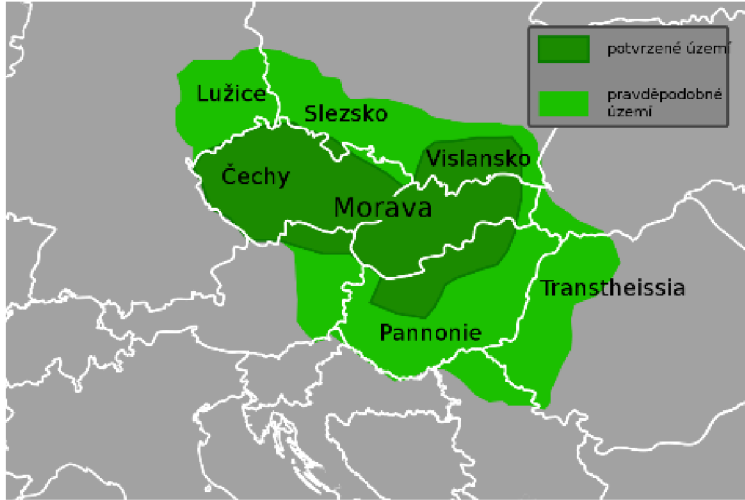 potvrzené území
pravděpodobné
území
Lužice
Slezsko
Vislansko
Čechy
Morava
Transtheissia
Pannonie